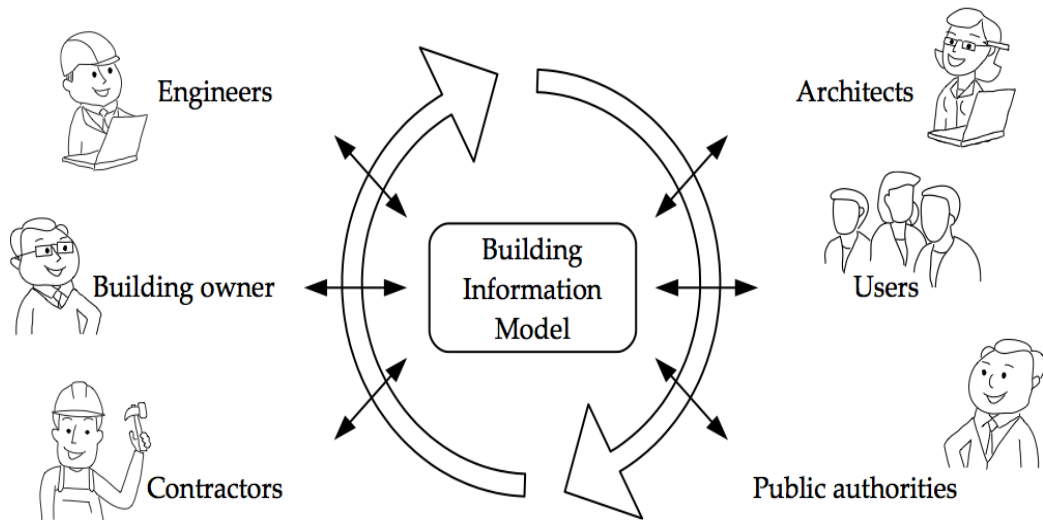 Engineers
Architects
Building
Information
Model
Building owner
Users
Contractors
Public authorities